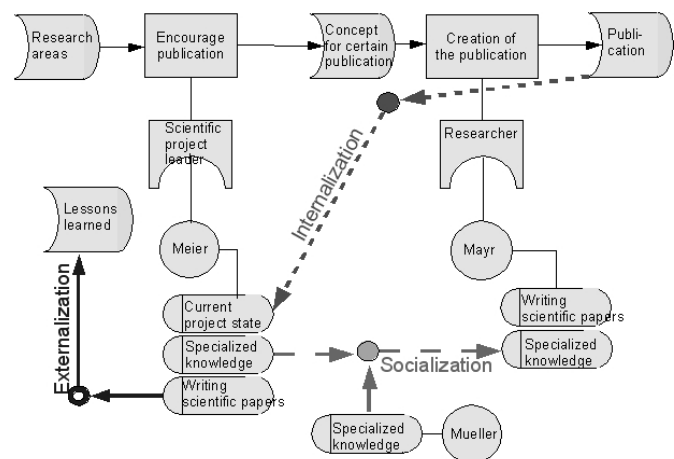 Research
areas
Encourage
publication
Concept
for certain
publication
Creation of
the publication
Publi-
cation
Scientific
project
leader
Researcher
Internalization
Lessons
learned
Meier
Mayr
Externalization
Current
project state
Specialized
knowledge
Writing
scientific papers
Writing
scientific papers
Specialized
knowledge
Socialization
Specialized
knowledge
Mueller